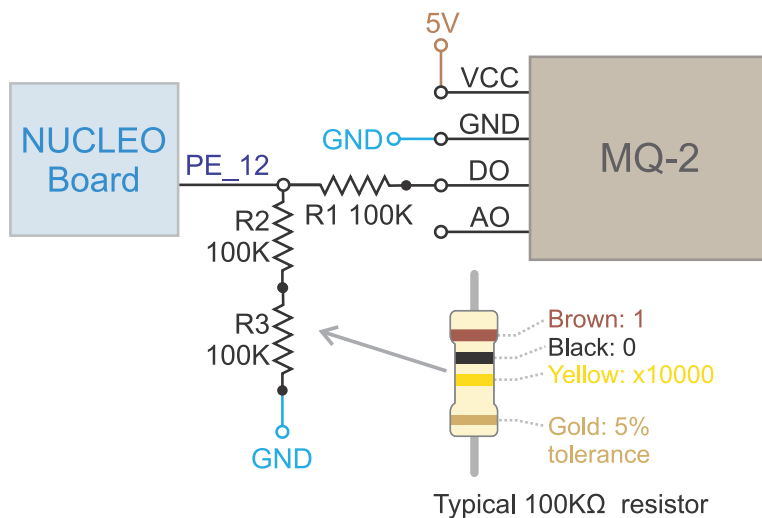 5V
VCC
NUCLEO
Board
PE_12
GND
GND
MQ-2
DO
R1 100K
AO
R2
100K
R3
100K
GND
Brown: 1
Black: 0
Yellow: x10000
Gold: 5%
tolerance
Typical 100KΩ resistor